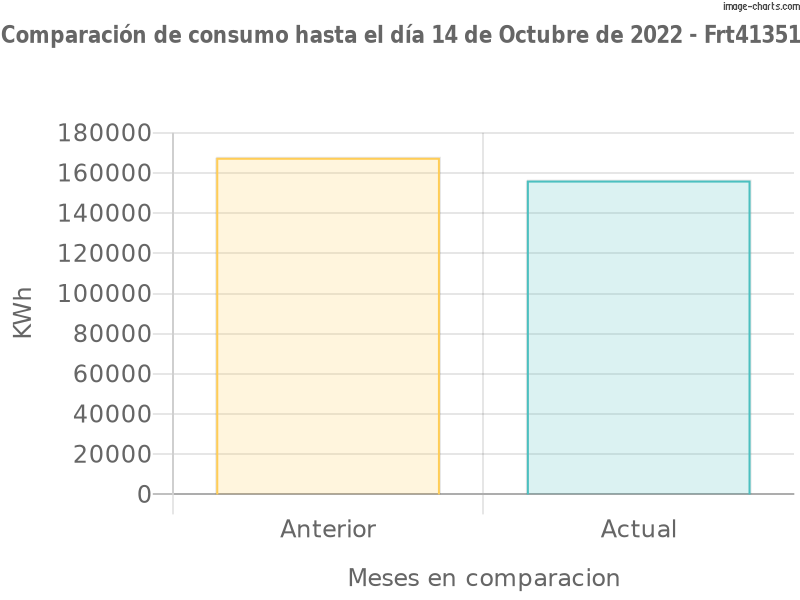 image-charts.com
Comparación de consumo hasta el día 14 de Octubre de 2022 - Frt41351
180000
160000
140000
120000
100000
80000
60000
40000
20000
0
KWh
Anterior
Actual
Meses en comparacion